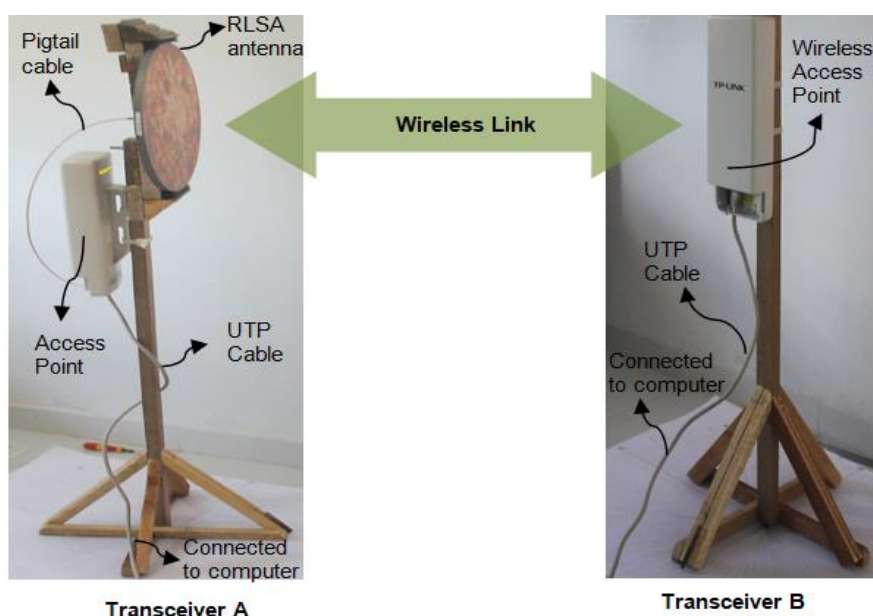 RLSA
antenna
Pigtail
cable
Access
Point
UTP
Cable
Connected
to computer
Transceiver A
Wireless Link
Wireless
Access
Point
TP-LINK
UTP
Cable
Connected
to computer
Transceiver B